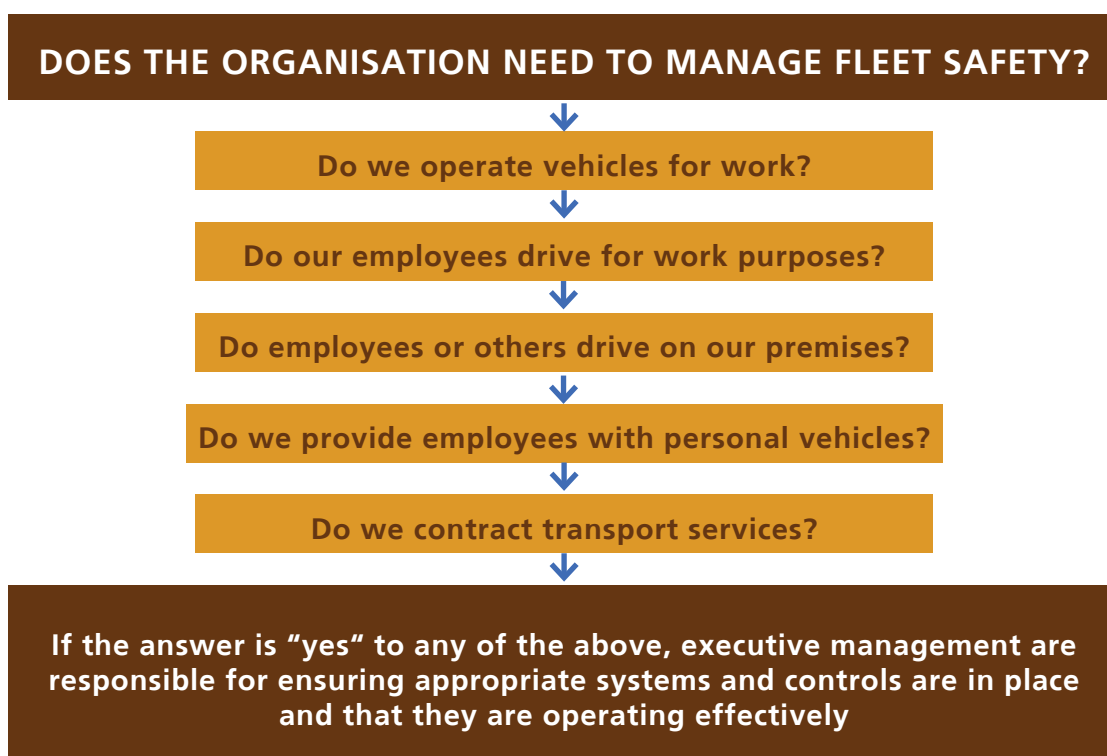 DOES THE ORGANISATION NEED TO MANAGE FLEET SAFETY?
Do we operate vehicles for work?
Do our employees drive for work purposes?
Do employees or others drive on our premises?
Do we provide employees with personal vehicles?
Do we contract transport services?
If the answer is “yes“ to any of the above, executive management are
responsible for ensuring appropriate systems and controls are in place
and that they are operating effectively